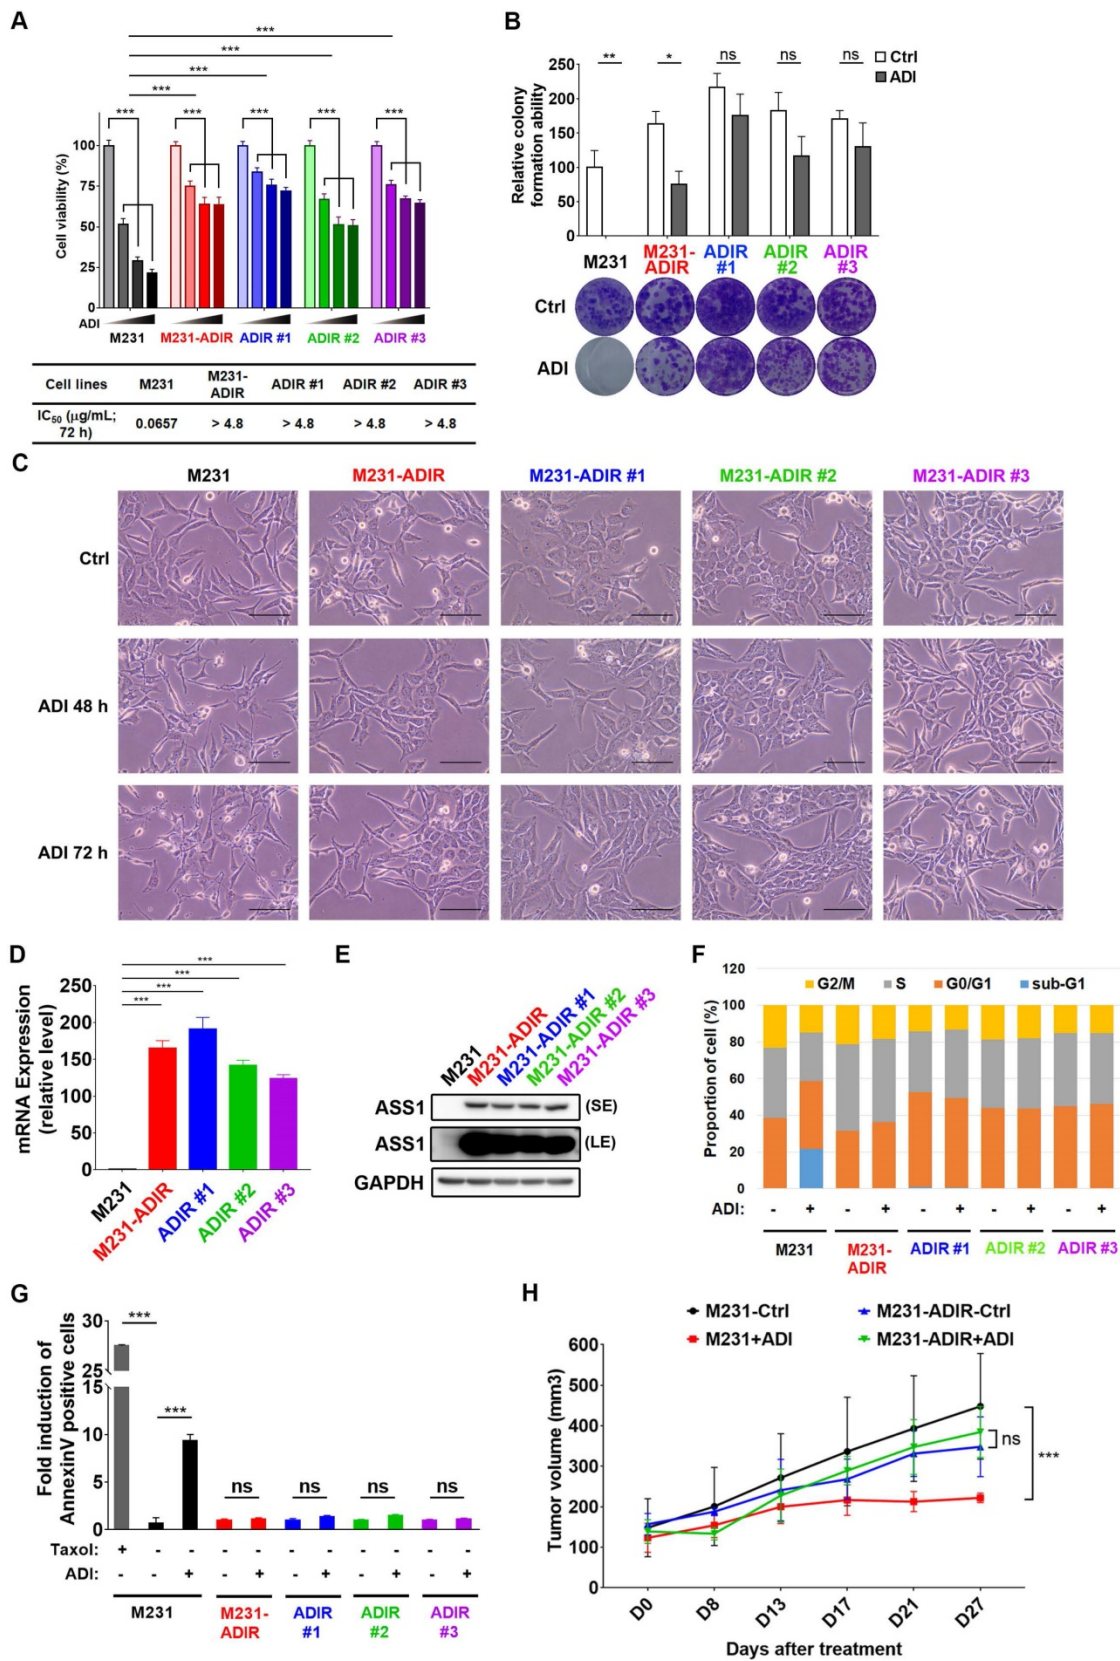 A
***
***
***
***
*** *** *** *** ***
Cell viability (%)
100
75
50
25
0
ADI
M231 M231-ADIR ADIR #1 ADIR #2 ADIR #3
Cell lines M231 M231-ADIR ADIR #1 ADIR #2 ADIR #3
IC50 (µg/mL; 72 h) 0.0657 > 4.8 > 4.8 > 4.8 > 4.8
B
** * ns ns ns
Ctrl
ADI
Relative colony
formation ability
250
200
150
100
50
0
M231 M231-ADIR ADIR #1 ADIR #2 ADIR #3
Ctrl
ADI
C
M231 M231-ADIR M231-ADIR #1 M231-ADIR #2 M231-ADIR #3
Ctrl
ADI 48 h
ADI 72 h
D
***
***
***
***
mRNA Expression
(relative level)
250
200
150
100
50
0
M231 M231-ADIR ADIR #1 ADIR #2 ADIR #3
E
M231 M231-ADIR M231-ADIR #1 M231-ADIR #2 M231-ADIR #3
ASS1 (SE)
ASS1 (LE)
GAPDH
F
G2/M S G0/G1 sub-G1
Proportion of cell (%)
120
100
80
60
40
20
0
ADI: - + - + - + - + - +
M231 M231-ADIR ADIR #1 ADIR #2 ADIR #3
G
Fold induction of
AnnexinV positive cells
30
25
15
10
5
0
***
***
ns ns ns ns
Taxol: + - - - - - - - - - -
ADI: - - + - + - + - + - +
M231 M231-ADIR ADIR #1 ADIR #2 ADIR #3
H
M231-Ctrl M231-ADIR-Ctrl
M231+ADI M231-ADIR+ADI
Tumor volume (mm3)
600
500
400
300
200
100
0
ns
***
D0 D8 D13 D17 D21 D27
Days after treatment